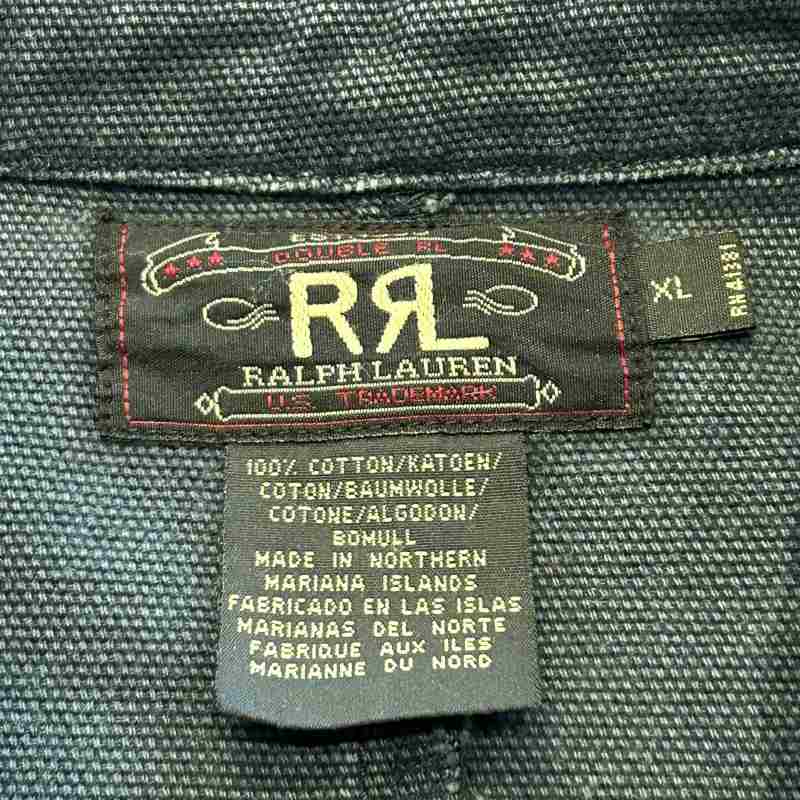 DOUBLE RL
RRL
RALPH LAUREN
U.S. TRADEMARK
XL
RN 41381
100% COTTON/KATOEN/
COTON/BAUMWOLLE/
COTONE/ALGODON/
BOMULL
MADE IN NORTHERN
MARIANA ISLANDS
FABRICADO EN LAS ISLAS
MARIANAS DEL NORTE
FABRIQUE AUX ILES
MARIANNE DU NORD